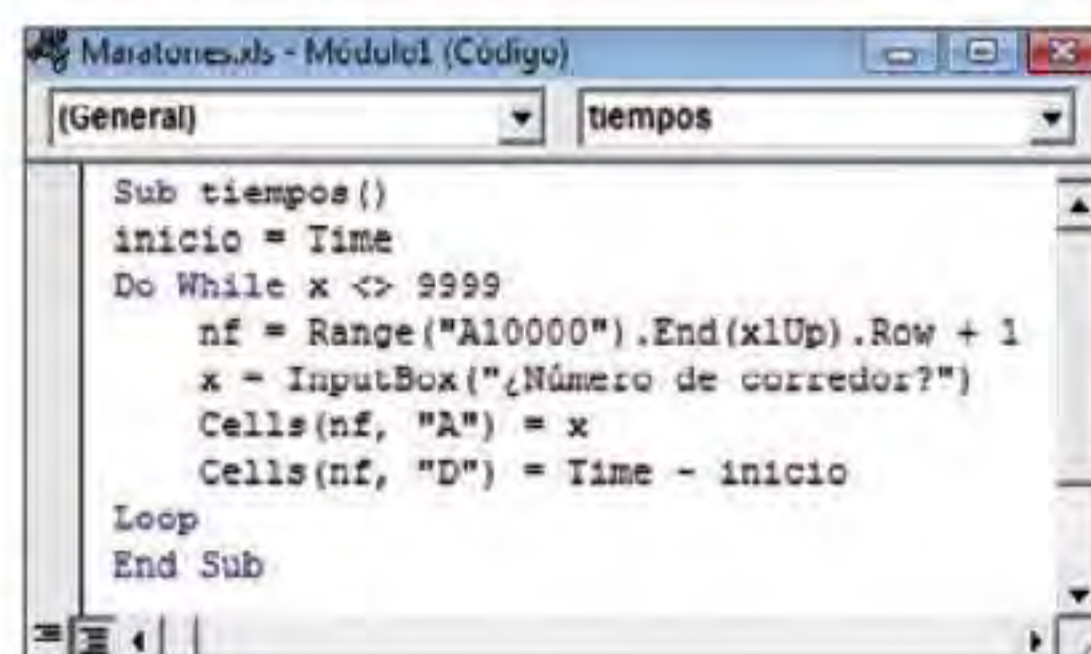 Maratones.xls - Módulo1 (Código)
(General) tiempos
Sub tiempos()
inicio = Time
Do While x <> 9999
nf = Range("A10000").End(xlUp).Row + 1
x = InputBox("¿Número de corredor?")
Cells(nf, "A") = x
Cells(nf, "D") = Time - inicio
Loop
End Sub